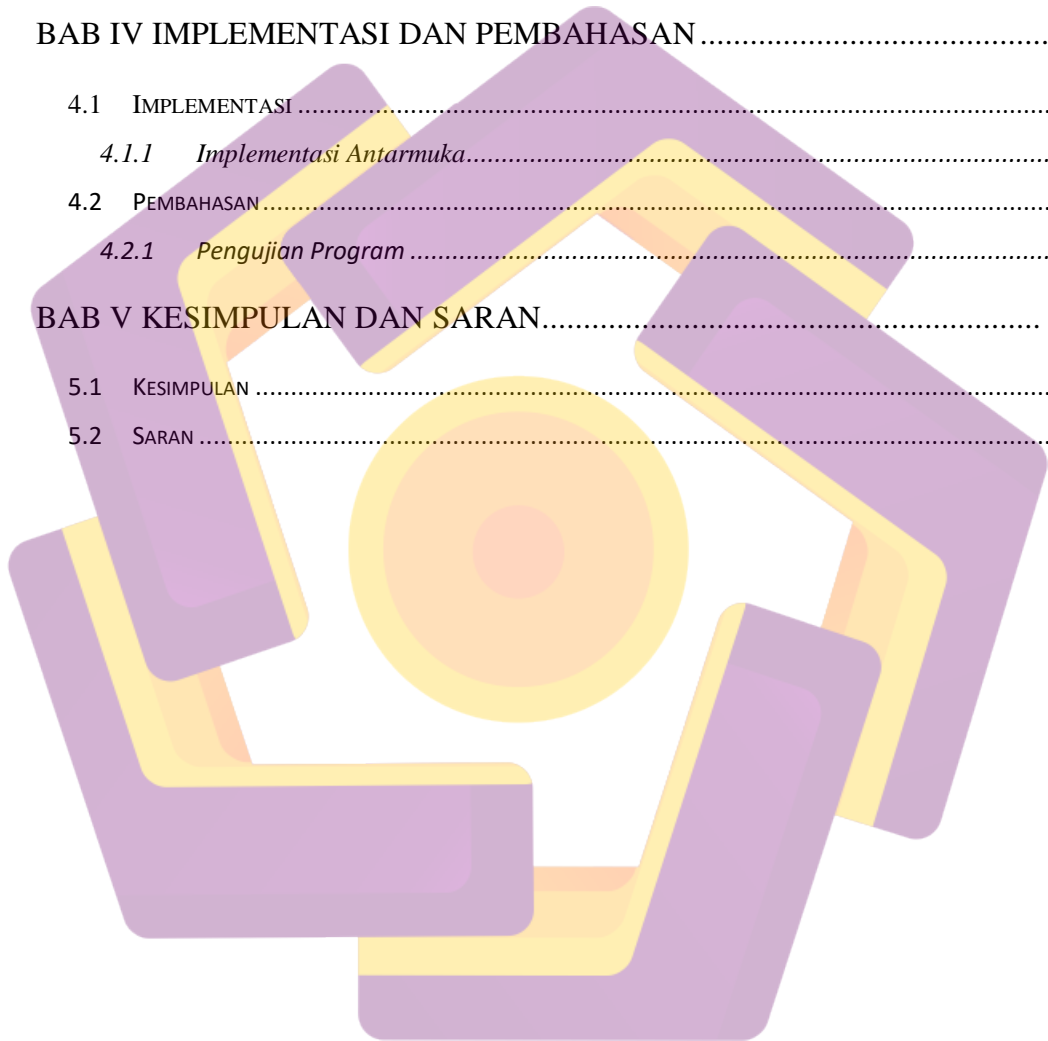 BAB IV IMPLEMENTASI DAN PEMBAHASAN................................................
4.1 IMPLEMENTASI................................................
4.1.1 Implementasi Antarmuka................................................
4.2 PEMBAHASAN................................................
4.2.1 Pengujian Program................................................
BAB V KESIMPULAN DAN SARAN................................................
5.1 KESIMPULAN................................................
5.2 SARAN................................................